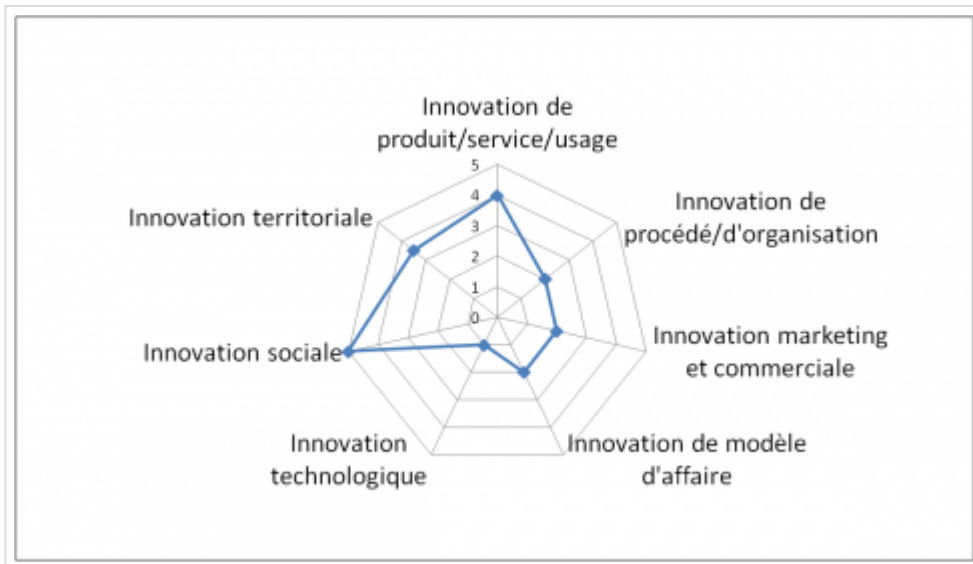 Innovation de
produit/service/usage
5
4
3
2
1
0
Innovation de
procédé/d'organisation
Innovation marketing
et commerciale
Innovation de modèle
d'affaire
Innovation
technologique
Innovation sociale
Innovation territoriale